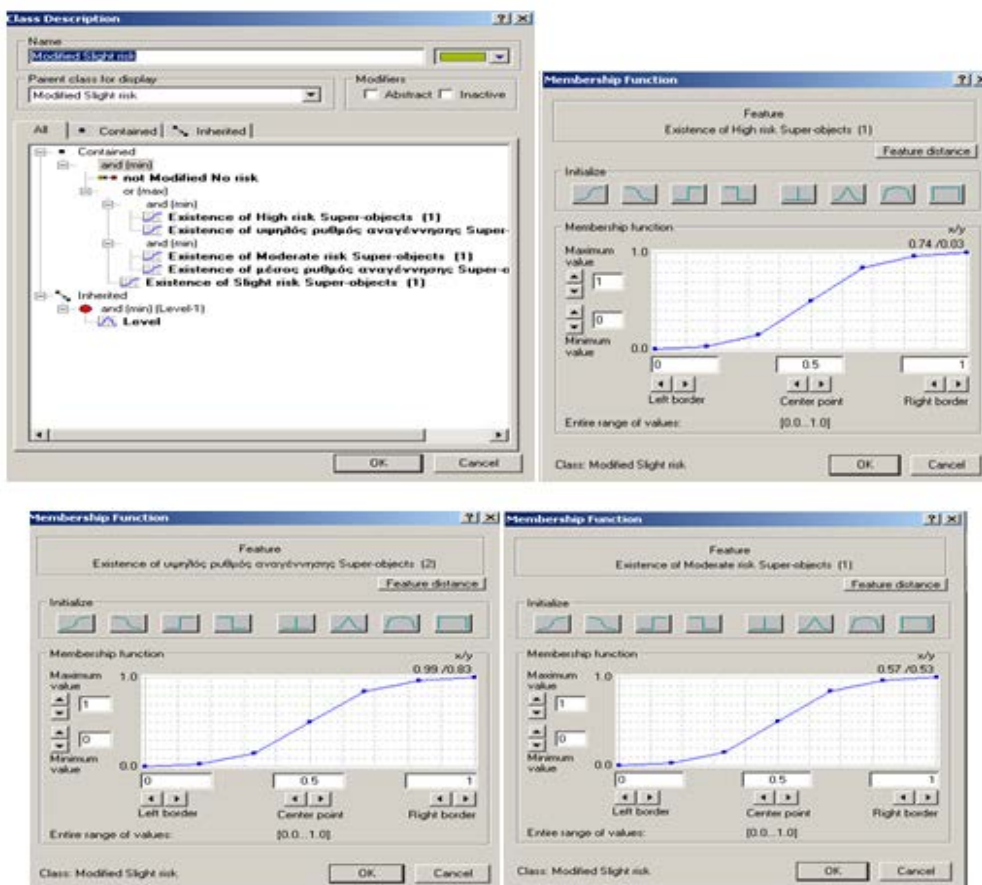 Class Description
Name
Modified Slight risk
Parent class for display
Modified Slight risk
Modifiers
Abstract
Inactive
All
Contained
Inherited
Contained
and (min)
not Modified No risk
or (max)
and (min)
Existence of High risk Super-objects (1)
Existence of υψηλός ρυθμός αναγέννησης Super-
and (min)
Existence of Moderate risk Super-objects (1)
Existence of μέσος ρυθμός αναγέννησης Super-o
Existence of Slight risk Super-objects (1)
Inherited
and (min) (Level-1)
Level
OK
Cancel
Membership Function
Feature
Existence of High risk Super-objects (1)
Feature distance
Initialize
Membership function
x/y
0.74 /0.03
Maximum
value
1.0
1
0
Minimum
value
0.0
0
0.5
1
Left border
Center point
Right border
Entire range of values:
[0.0...1.0]
Class: Modified Slight risk
OK
Cancel
Membership Function
Feature
Existence of υψηλός ρυθμός αναγέννησης Super-objects (2)
Feature distance
Initialize
Membership function
x/y
0.99 /0.83
Maximum
value
1.0
1
0
Minimum
value
0.0
0
0.5
1
Left border
Center point
Right border
Entire range of values:
[0.0...1.0]
Class: Modified Slight risk
OK
Cancel
Membership Function
Feature
Existence of Moderate risk Super-objects (1)
Feature distance
Initialize
Membership function
x/y
0.57 /0.53
Maximum
value
1.0
1
0
Minimum
value
0.0
0
0.5
1
Left border
Center point
Right border
Entire range of values:
[0.0...1.0]
Class: Modified Slight risk
OK
Cancel